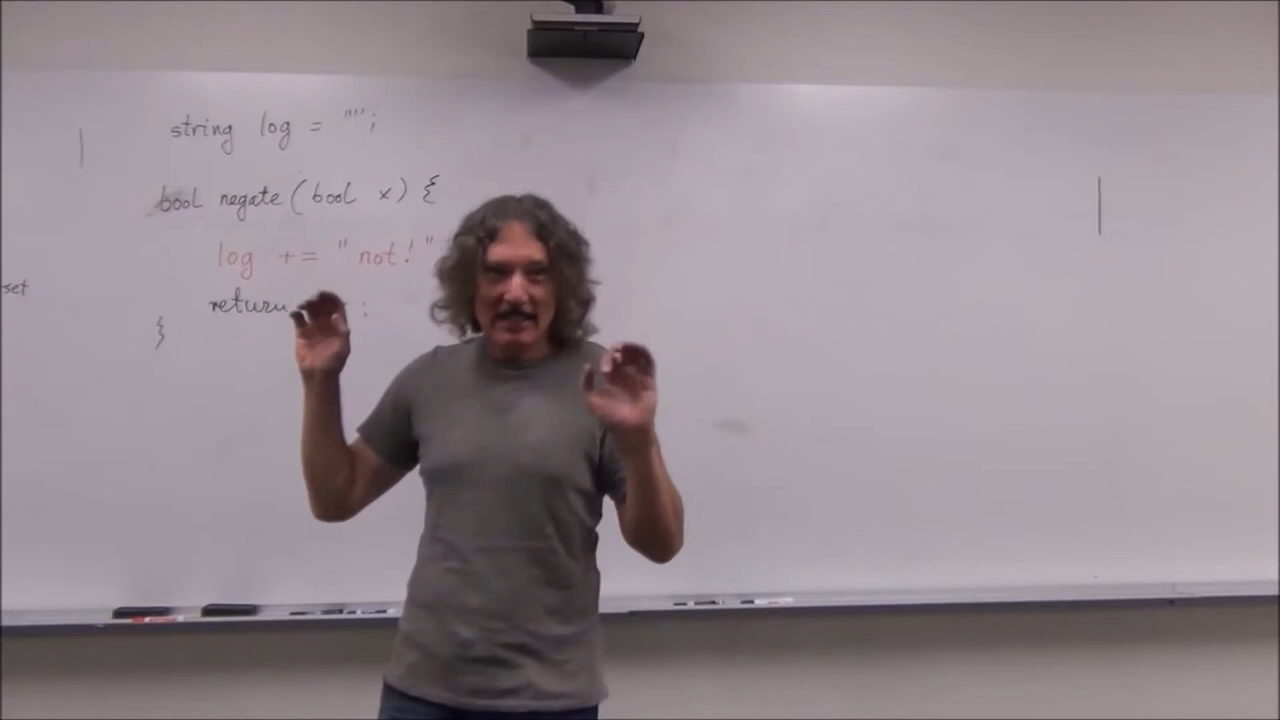 string log = "";
bool negate (bool x) {
log += "not!"
set
return
}